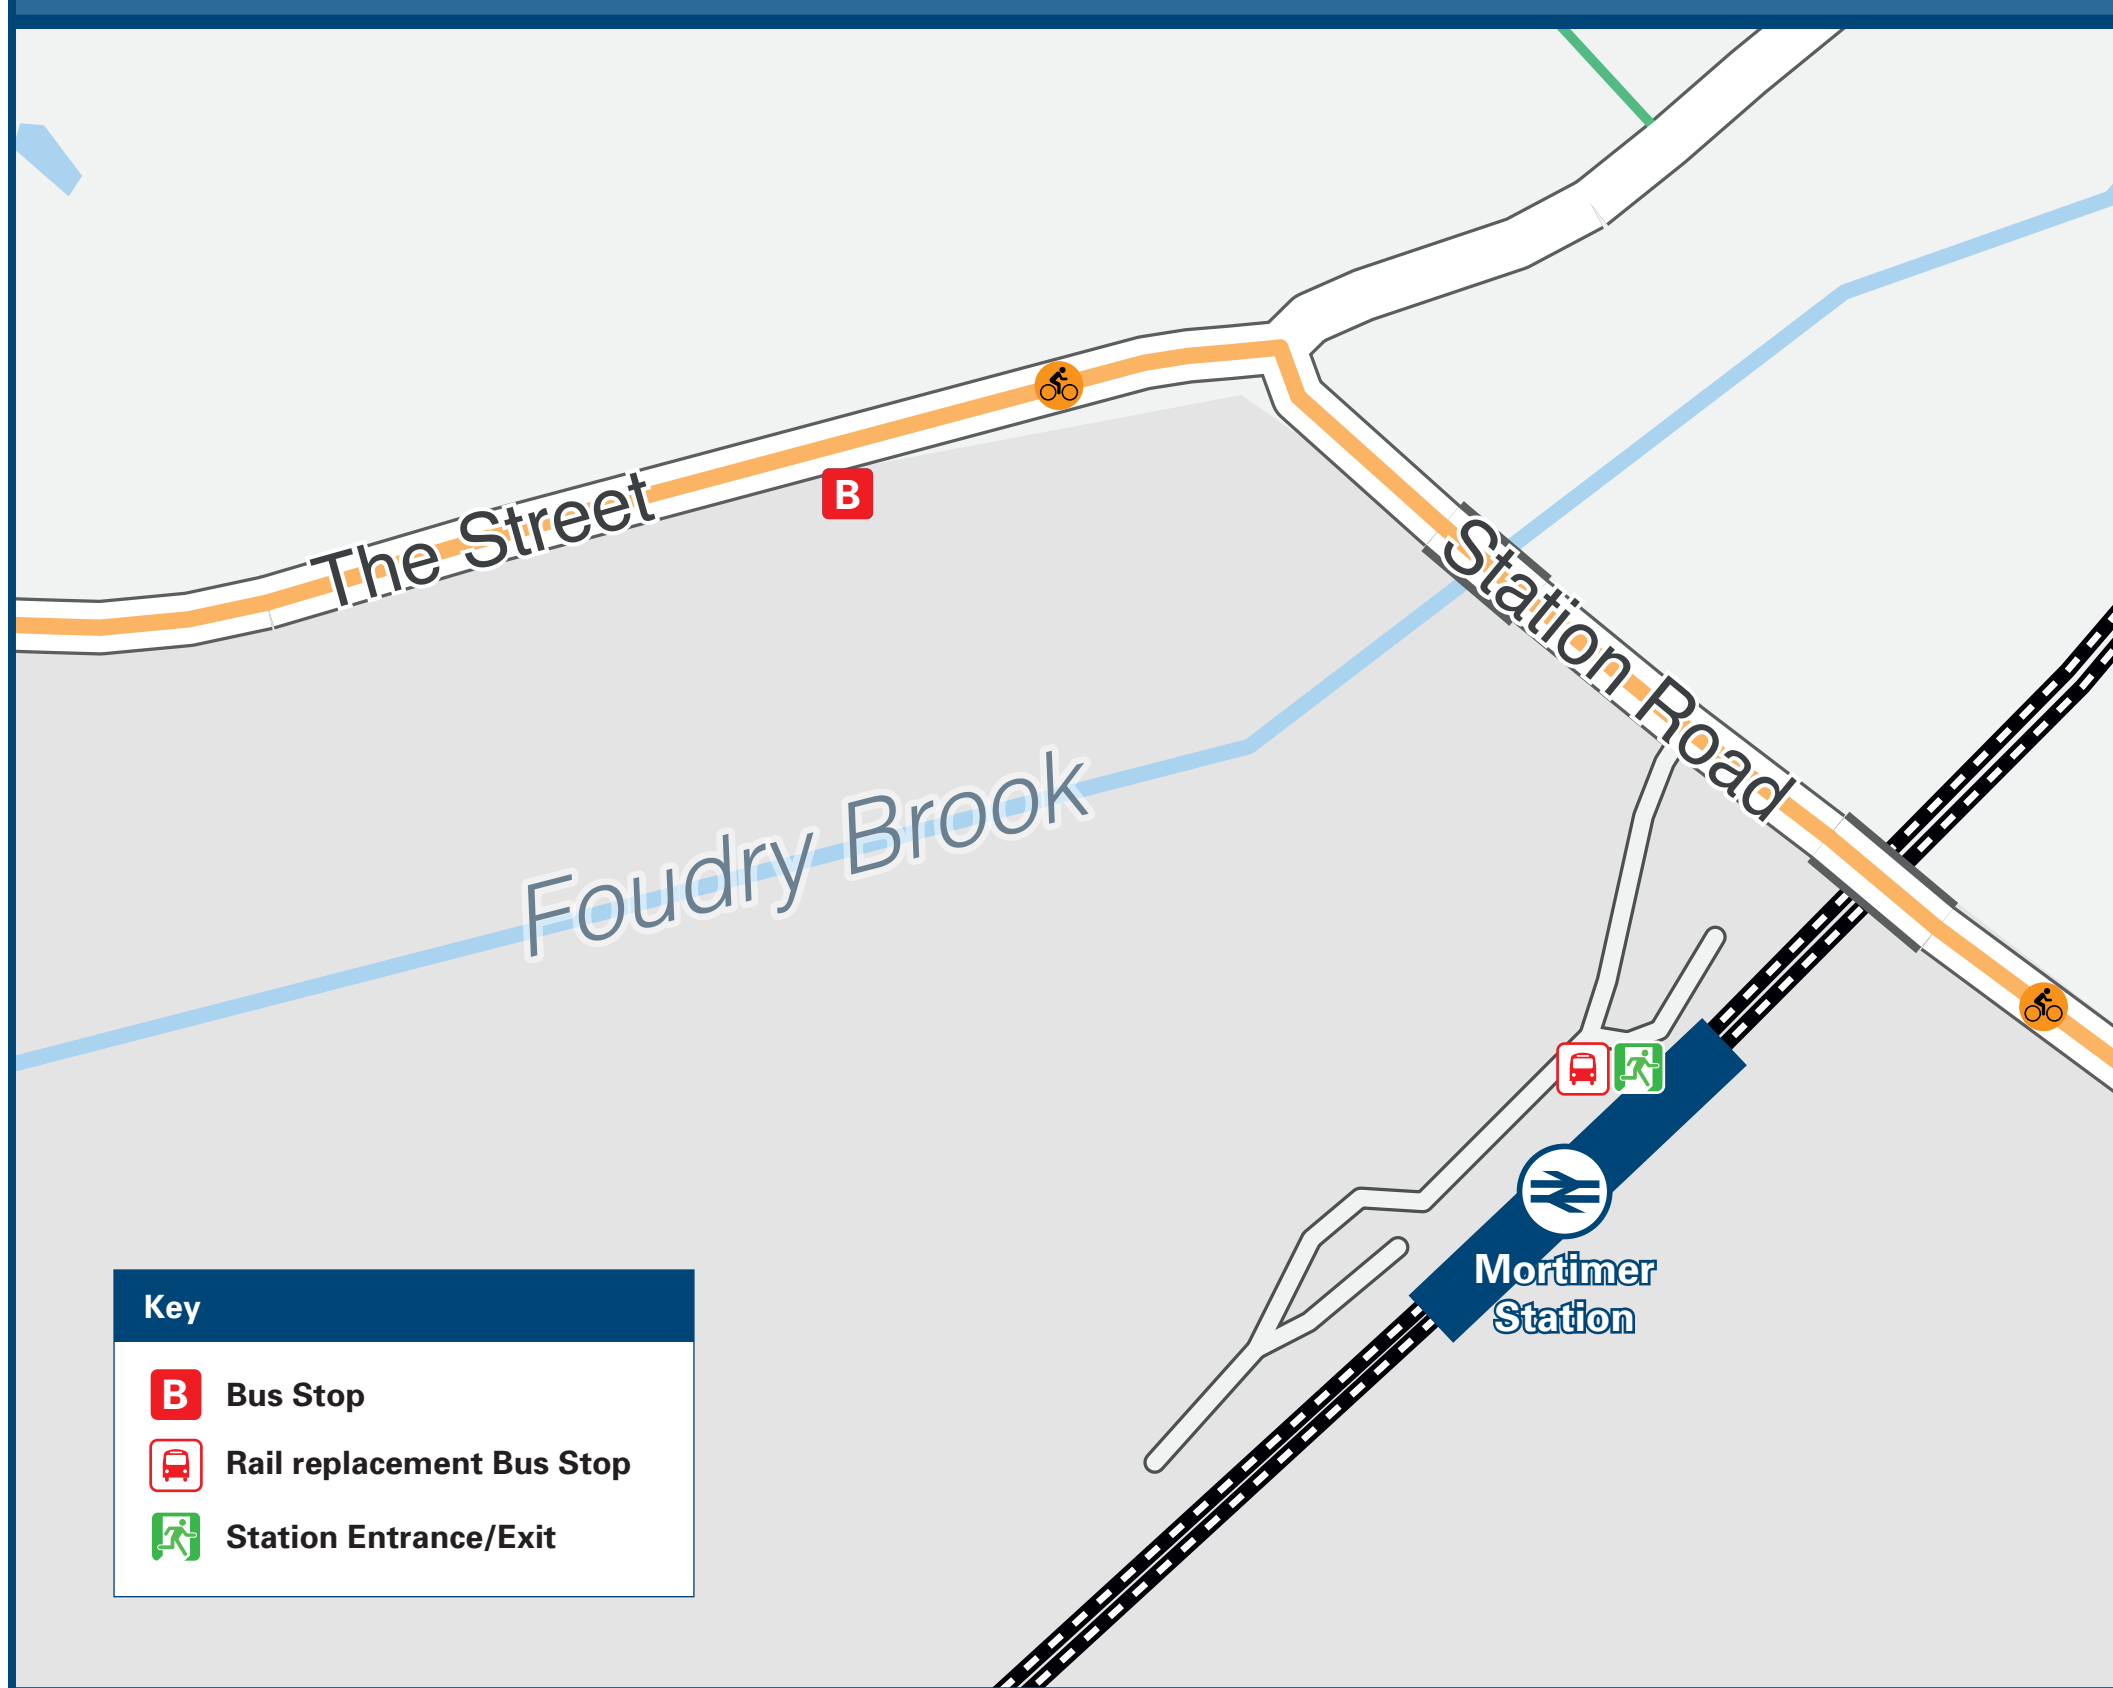 The Street
B
Station Road
Foudry Brook
Mortimer
Station
Key
B Bus Stop
Rail replacement Bus Stop
Station Entrance/Exit